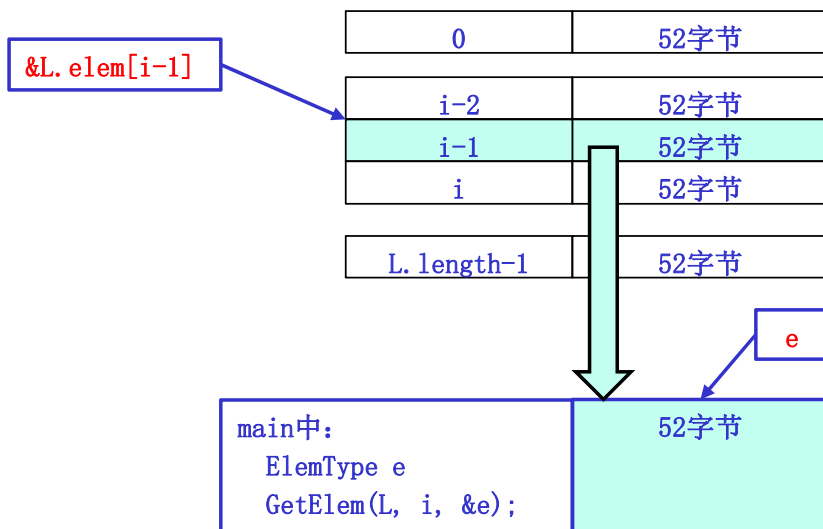 0 52字节
&L.elem[i-1]
i-2 52字节
i-1 52字节
i 52字节
L.length-1 52字节
e
main中：
ElemType e
GetElem(L, i, &e);
52字节